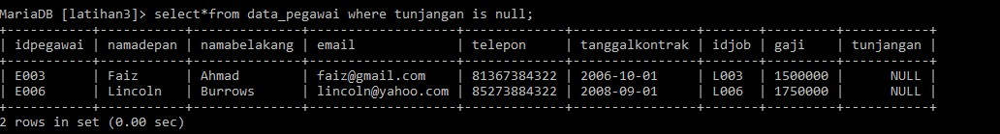 MariaDB [latihan3]> select*from data_pegawai where tunjangan is null;
+-----------+-----------+--------------+-------------------+-------------+----------------+-------+---------+-----------+
| idpegawai | namadepan | namabelakang | email             | telepon     | tanggalkontrak | idjob | gaji    | tunjangan |
+-----------+-----------+--------------+-------------------+-------------+----------------+-------+---------+-----------+
| E003      | Faiz      | Ahmad        | faiz@gmail.com    | 81367384322 | 2006-10-01     | L003  | 1500000 |      NULL |
| E006      | Lincoln   | Burrows      | lincoln@yahoo.com | 85273884322 | 2008-09-01     | L006  | 1750000 |      NULL |
+-----------+-----------+--------------+-------------------+-------------+----------------+-------+---------+-----------+
2 rows in set (0.00 sec)